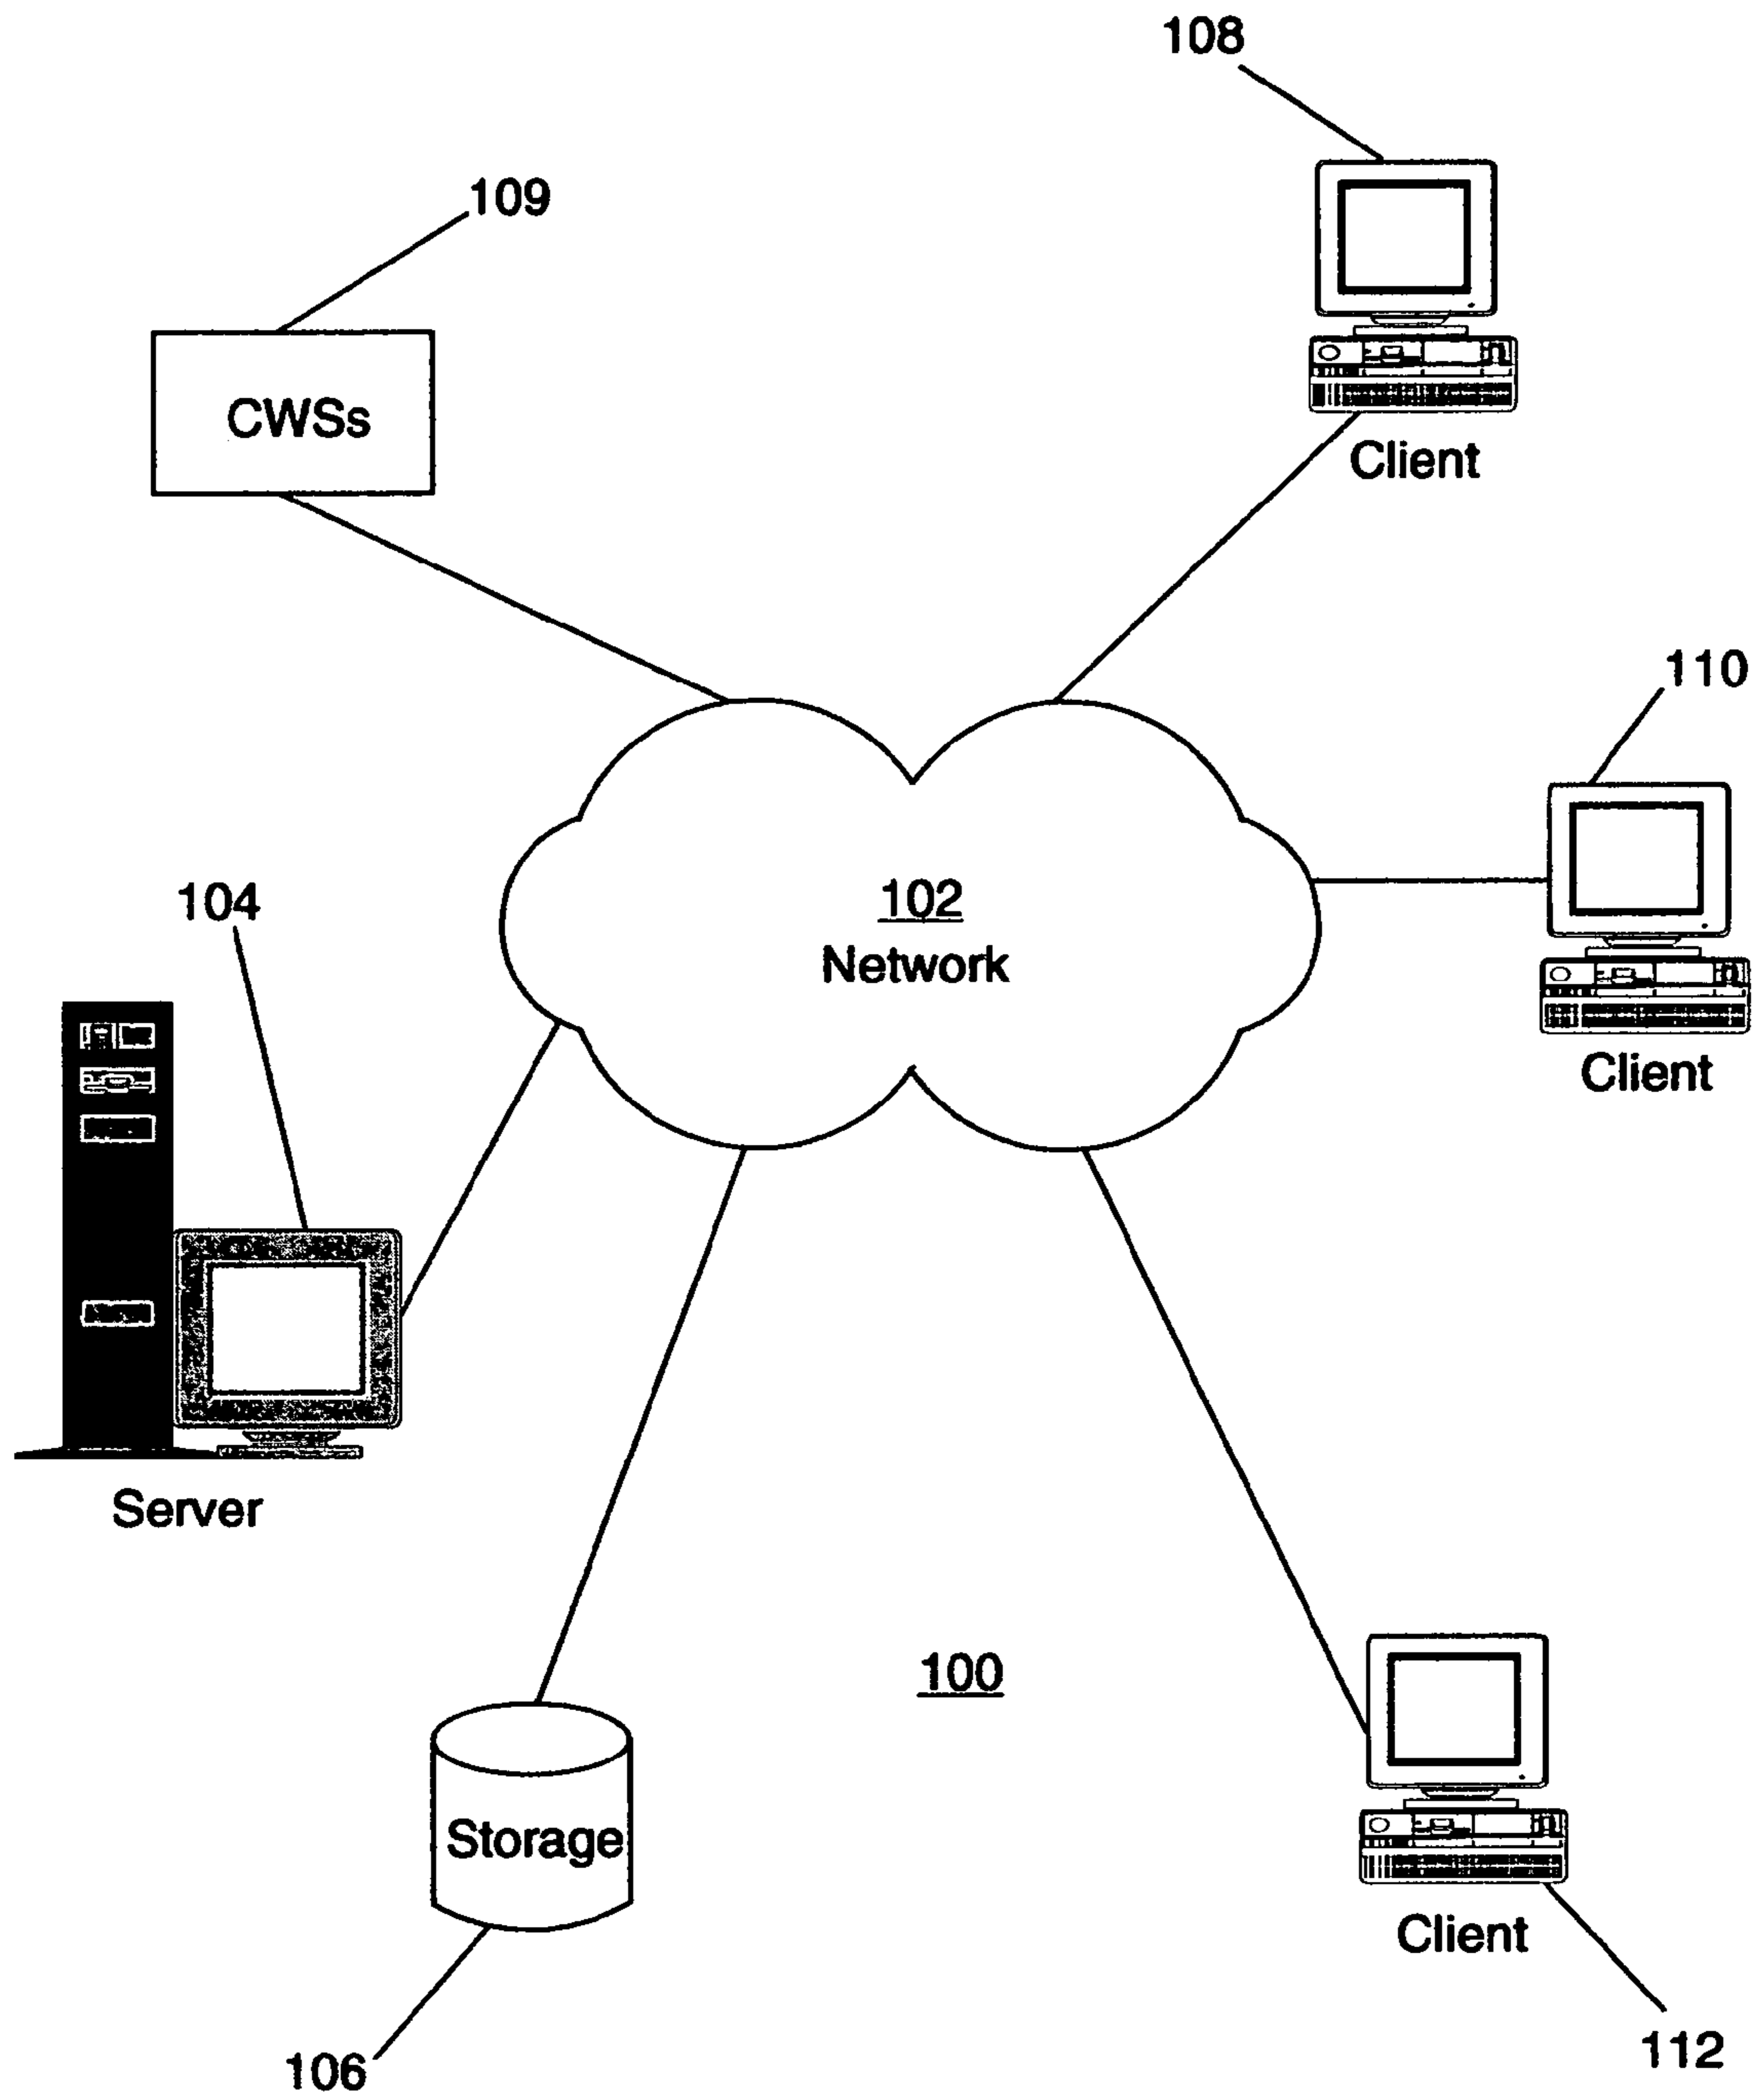 108
109
CWSs
Client
110
104
102
Network
Client
Server
100
Storage
Client
106
112